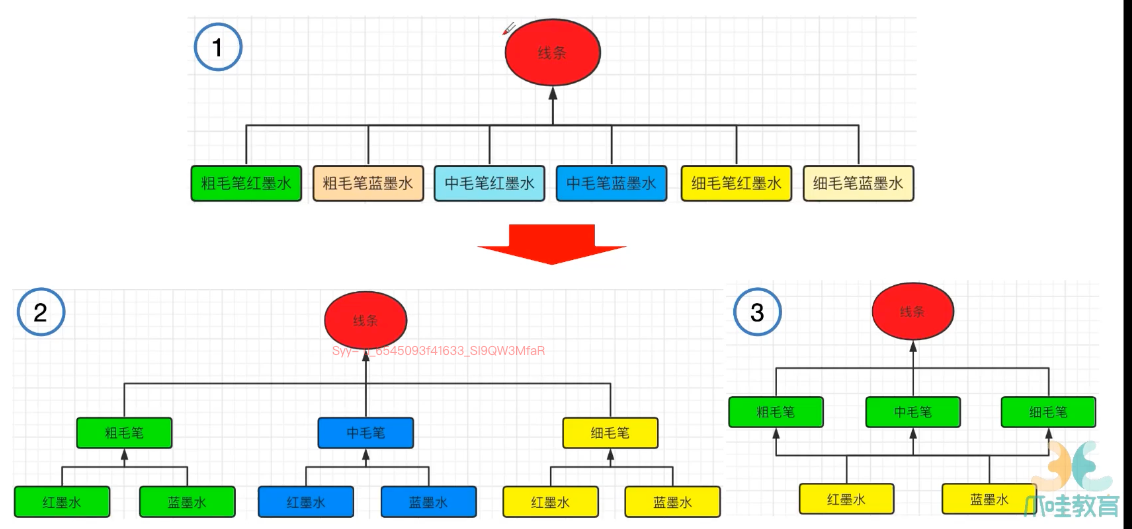 1
线条
粗毛笔红墨水 粗毛笔蓝墨水 中毛笔红墨水 中毛笔蓝墨水 细毛笔红墨水 细毛笔蓝墨水
2
线条
粗毛笔 中毛笔 细毛笔
红墨水 蓝墨水 红墨水 蓝墨水 红墨水 蓝墨水
3
线条
粗毛笔 中毛笔 细毛笔
红墨水 蓝墨水
爪哇教育